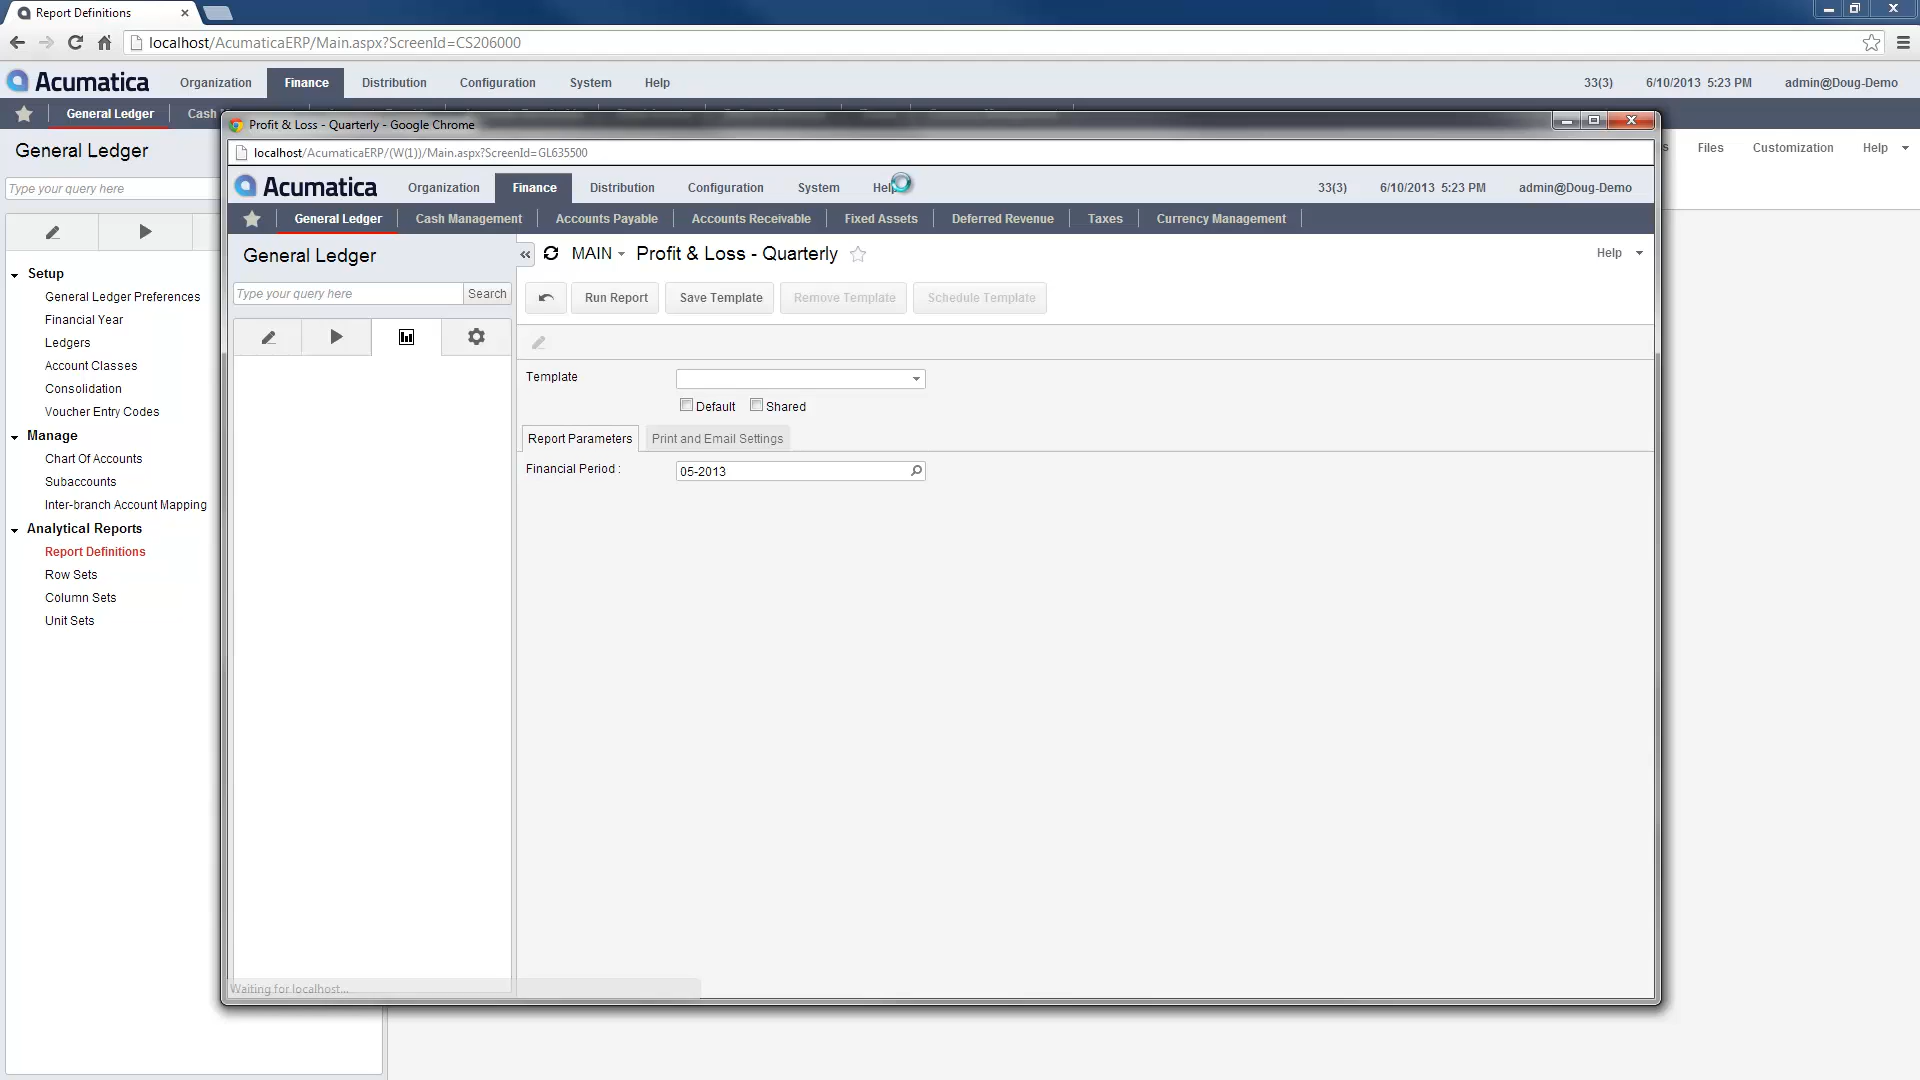 Report Definitions
localhost/AcumaticaERP/Main.aspx?ScreenId=CS206000
Acumatica Organization Finance Distribution Configuration System Help 33(3) 6/10/2013 5:23 PM admin@Doug-Demo
General Ledger Cash
General Ledger
Files Customization Help
Type your query here
Setup
General Ledger Preferences
Financial Year
Ledgers
Account Classes
Consolidation
Voucher Entry Codes
Manage
Chart Of Accounts
Subaccounts
Inter-branch Account Mapping
Analytical Reports
Report Definitions
Row Sets
Column Sets
Unit Sets
Profit & Loss - Quarterly - Google Chrome
localhost/AcumaticaERP/(W(1))/Main.aspx?ScreenId=GL635500
Acumatica Organization Finance Distribution Configuration System Help 33(3) 6/10/2013 5:23 PM admin@Doug-Demo
General Ledger Cash Management Accounts Payable Accounts Receivable Fixed Assets Deferred Revenue Taxes Currency Management
General Ledger
MAIN Profit & Loss - Quarterly Help
Type your query here Search
Run Report Save Template Remove Template Schedule Template
Template
Default Shared
Report Parameters Print and Email Settings
Financial Period : 05-2013
Waiting for localhost...